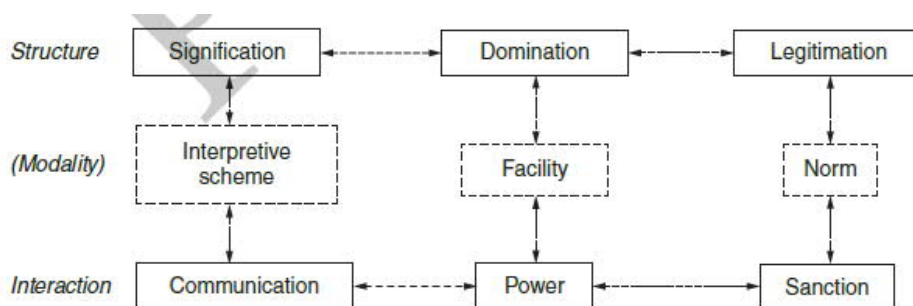 Structure Signification Domination Legitimation
(Modality) Interpretive scheme Facility Norm
Interaction Communication Power Sanction